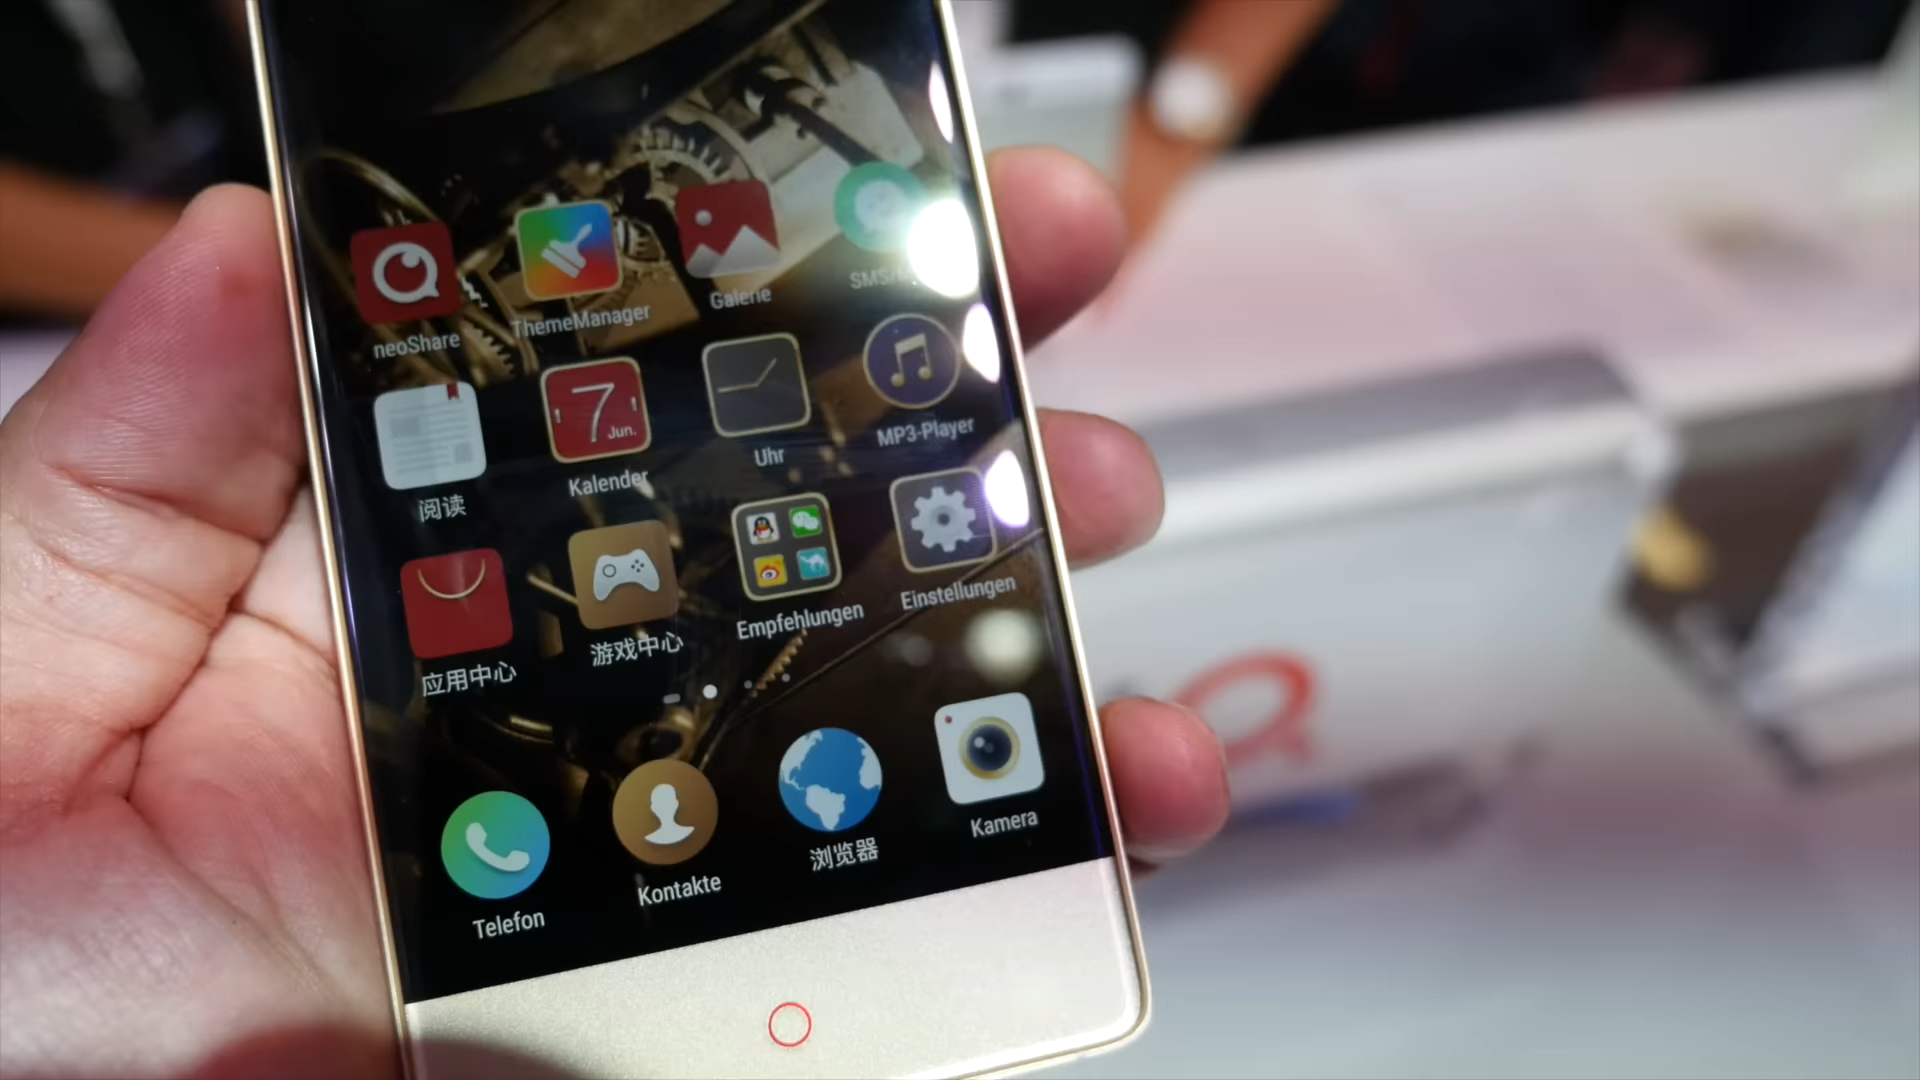 neoShare
ThemeManager
Galerie
阅读
7
Jun.
Kalender
Uhr
MP3-Player
应用中心
游戏中心
Empfehlungen
Einstellungen
Telefon
Kontakte
浏览器
Kamera